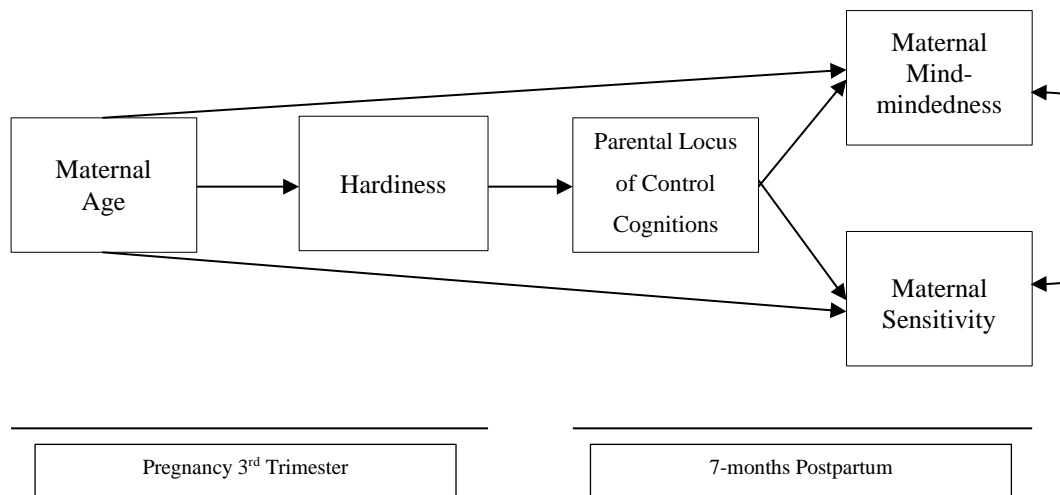 Maternal
Mind-
mindedness
Maternal
Age
Hardiness
Parental Locus
of Control
Cognitions
Maternal
Sensitivity
Pregnancy 3rd Trimester
7-months Postpartum